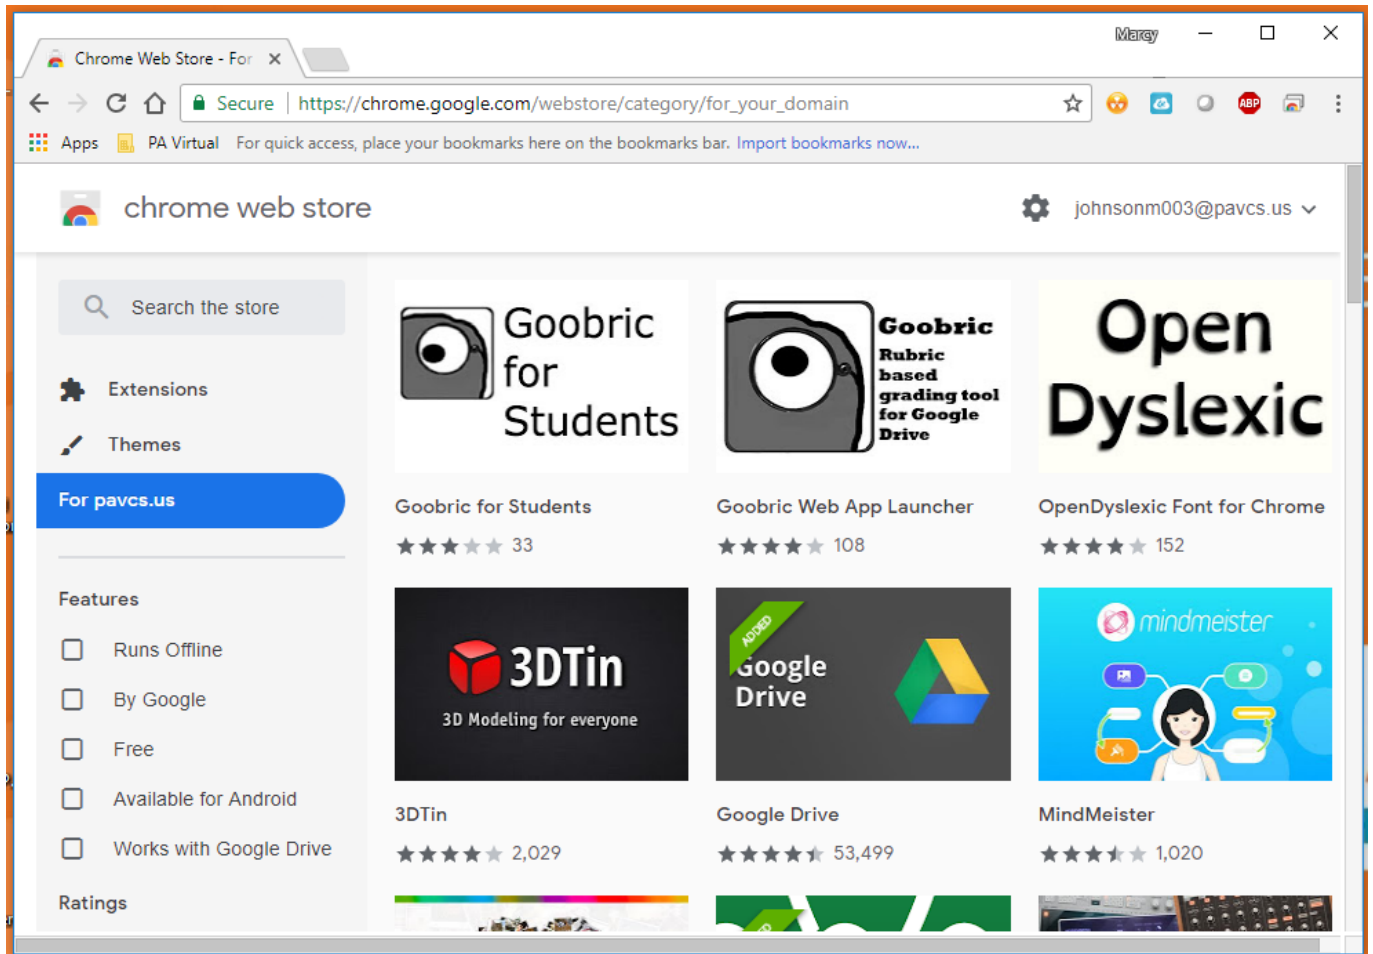 Marcy
Chrome Web Store - For
Secure | https://chrome.google.com/webstore/category/for_your_domain
ABP
Apps PA Virtual For quick access, place your bookmarks here on the bookmarks bar. Import bookmarks now...
chrome web store
johnsonm003@pavcs.us
Search the store
Extensions
Themes
For pavcs.us
Features
Runs Offline
By Google
Free
Available for Android
Works with Google Drive
Ratings
Goobric
for
Students
Goobric for Students
33
Goobric
Rubric
based
grading tool
for Google
Drive
Goobric Web App Launcher
108
Open
Dyslexic
OpenDyslexic Font for Chrome
152
3DTin
3D Modeling for everyone
3DTin
2,029
ADDED
Google
Drive
Google Drive
53,499
mindmeister
MindMeister
1,020
ADDED